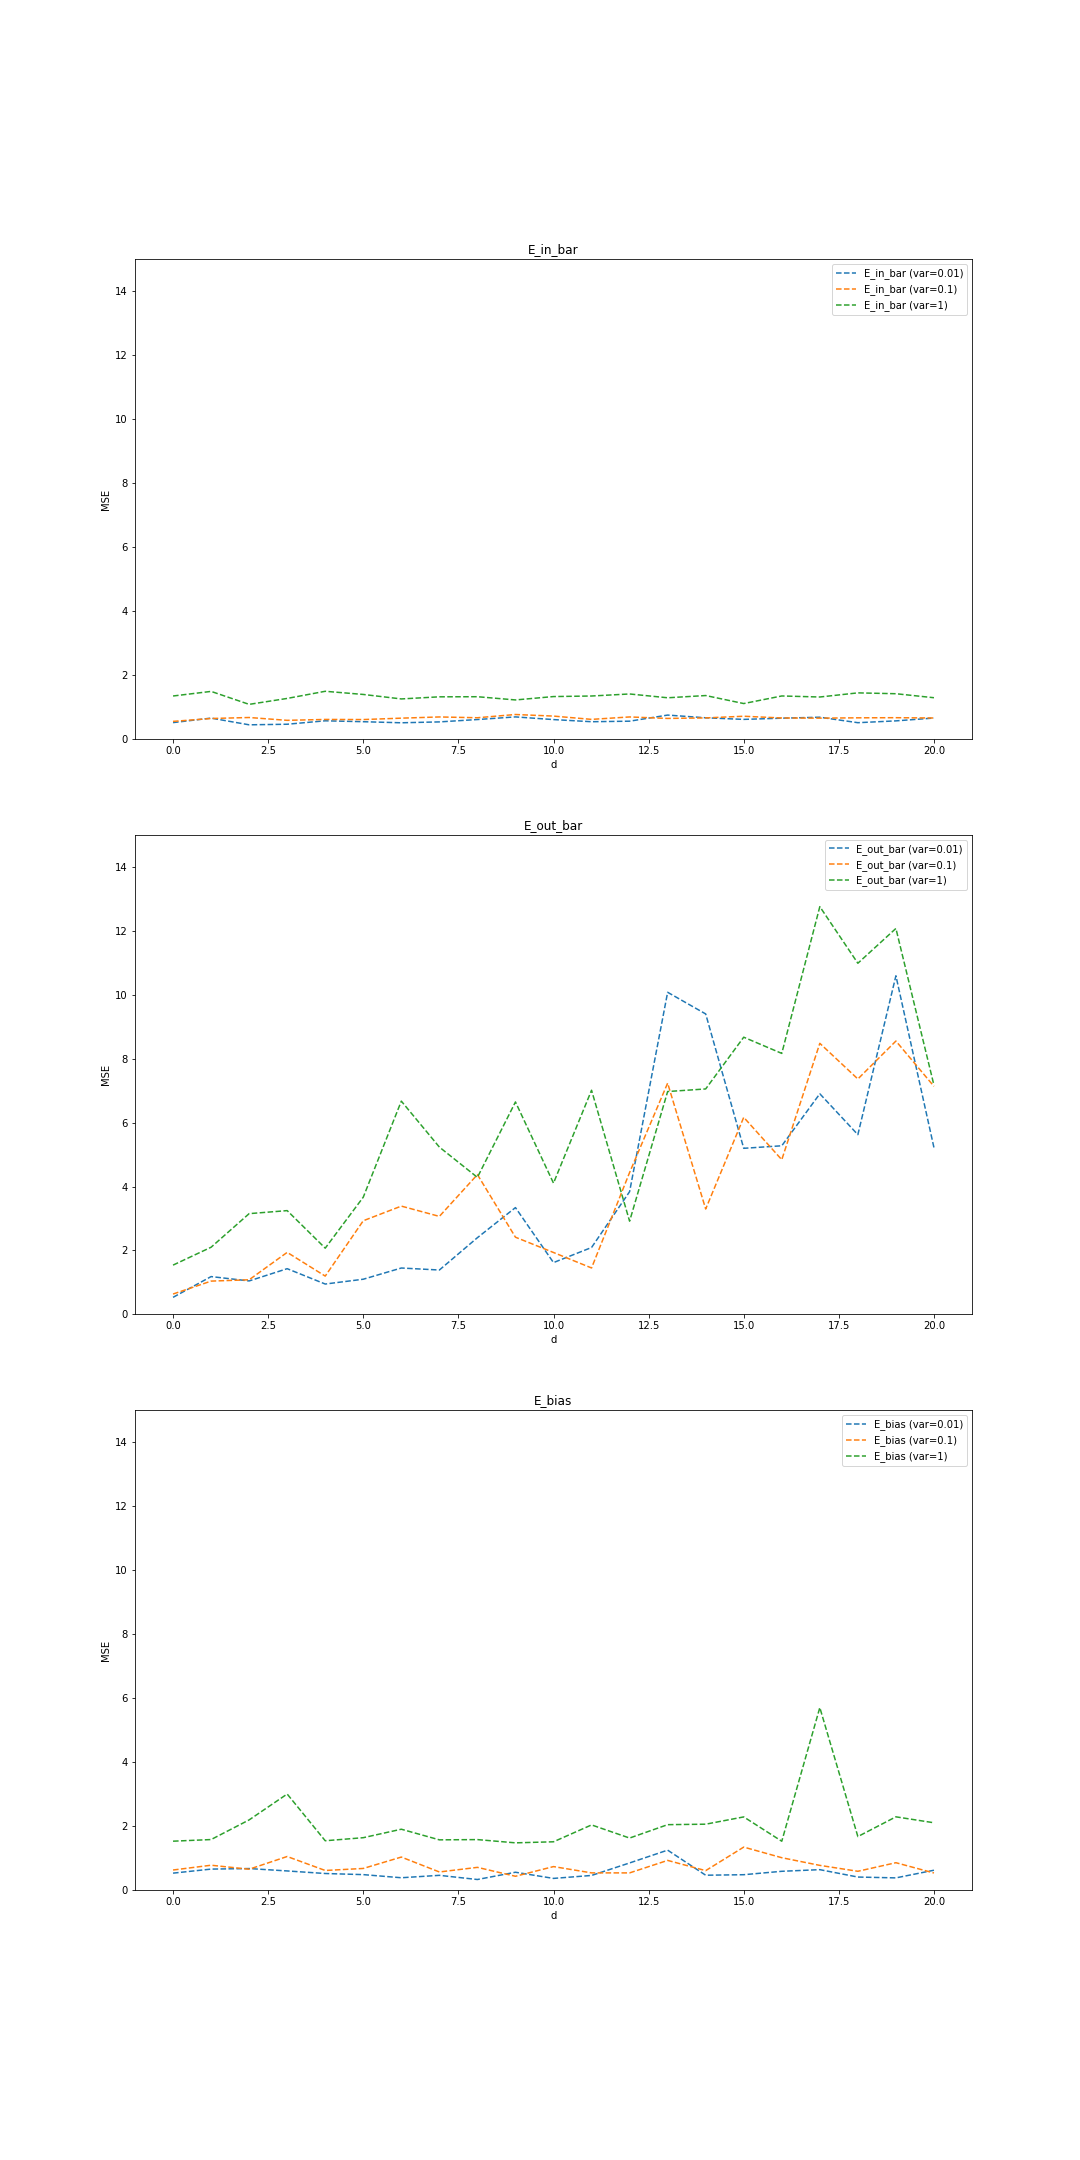 E_in_bar
E_in_bar (var=0.01)
E_in_bar (var=0.1)
E_in_bar (var=1)
14
12
10
8
6
4
2
0
MSE
0.0 2.5 5.0 7.5 10.0 12.5 15.0 17.5 20.0
d
E_out_bar
E_out_bar (var=0.01)
E_out_bar (var=0.1)
E_out_bar (var=1)
14
12
10
8
6
4
2
0
MSE
0.0 2.5 5.0 7.5 10.0 12.5 15.0 17.5 20.0
d
E_bias
E_bias (var=0.01)
E_bias (var=0.1)
E_bias (var=1)
14
12
10
8
6
4
2
0
MSE
0.0 2.5 5.0 7.5 10.0 12.5 15.0 17.5 20.0
d